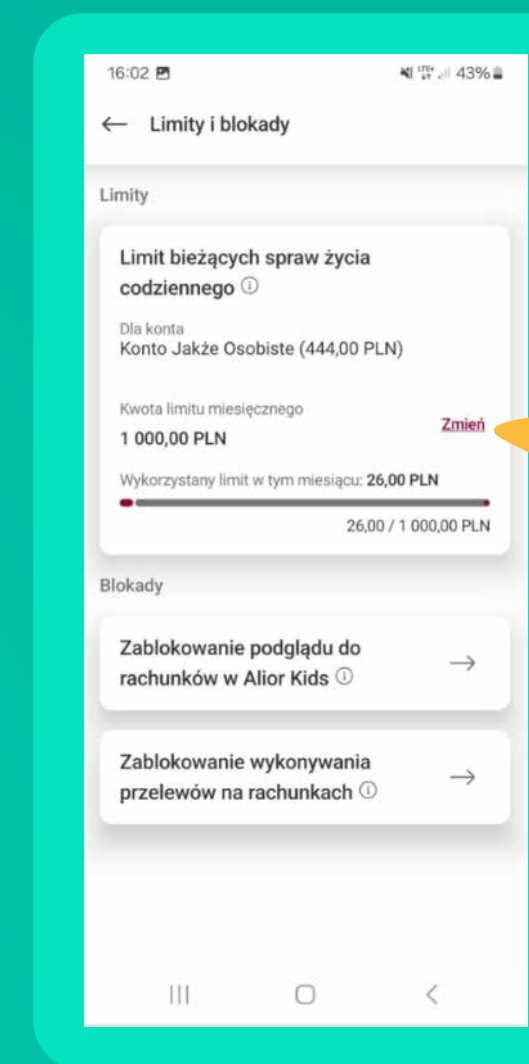 16:02 43%
Limity i blokady
Limity
Limit bieżących spraw życia
codziennego
Dla konta
Konto Jakże Osobiste (444,00 PLN)
Kwota limitu miesięcznego
1 000,00 PLN
Zmień
Wykorzystany limit w tym miesiącu: 26,00 PLN
26,00 / 1 000,00 PLN
Blokady
Zablokowanie podglądu do
rachunków w Alior Kids
Zablokowanie wykonywania
przelewów na rachunkach